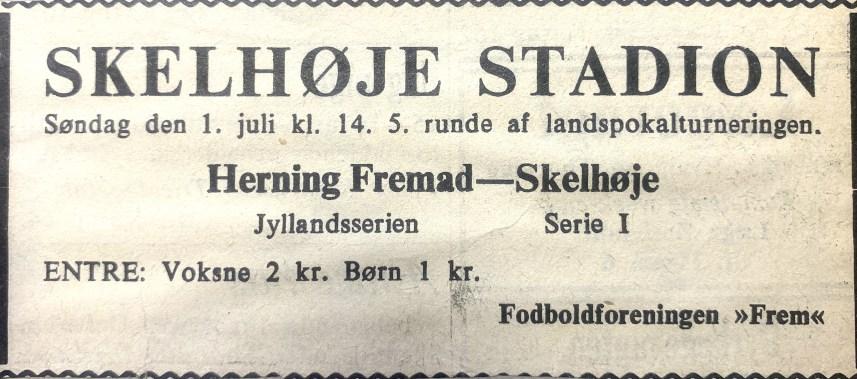 SKELHØJE STADION
Søndag den 1. juli kl. 14. 5. runde af landspokalturneringen.
Herning Fremad—Skelhøje
Jyllandsserien Serie I
ENTRE: Voksne 2 kr. Børn 1 kr.
Fodboldforeningen »Frem«